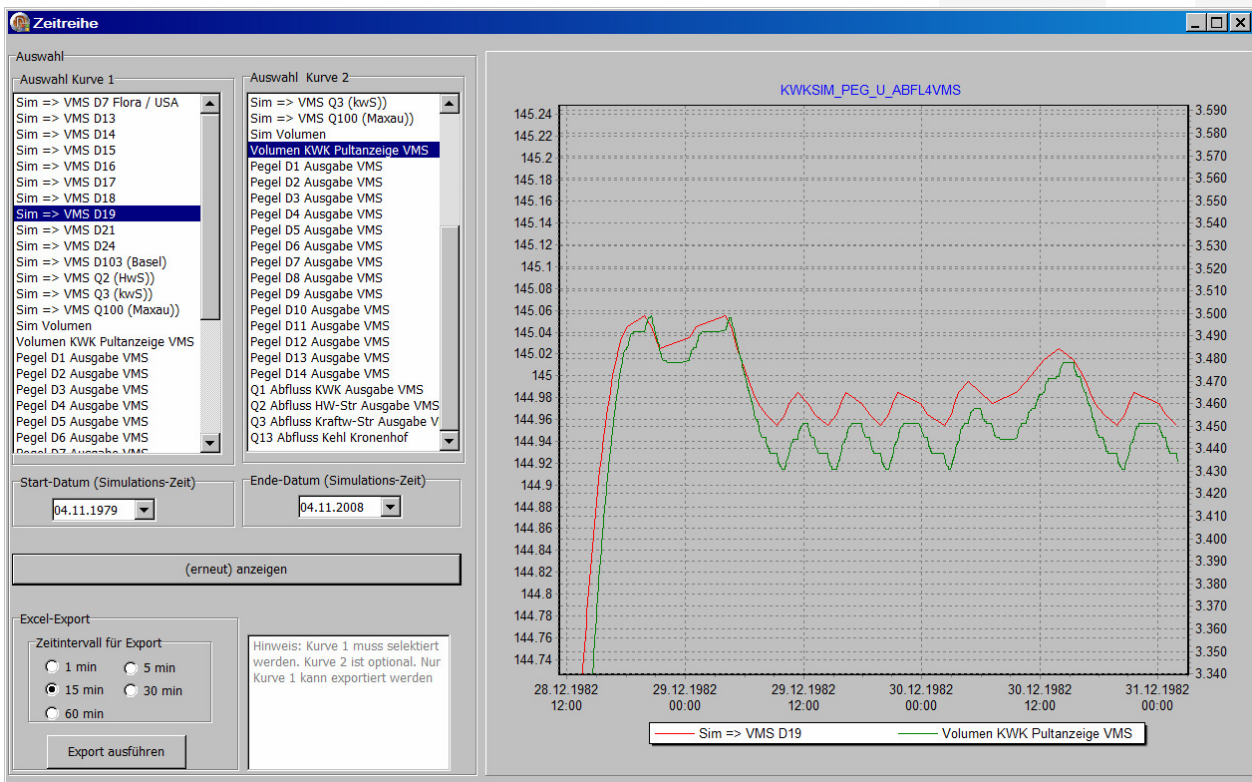 Zeitreihe
Auswahl
Auswahl Kurve 1
Sim => VMS D7 Flora / USA
Sim => VMS D13
Sim => VMS D14
Sim => VMS D15
Sim => VMS D16
Sim => VMS D17
Sim => VMS D18
Sim => VMS D19
Sim => VMS D21
Sim => VMS D24
Sim => VMS D103 (Basel)
Sim => VMS Q2 (HwS))
Sim => VMS Q3 (kwS))
Sim => VMS Q100 (Maxau))
Sim Volumen
Volumen KWK Pultanzeige VMS
Pegel D1 Ausgabe VMS
Pegel D2 Ausgabe VMS
Pegel D3 Ausgabe VMS
Pegel D4 Ausgabe VMS
Pegel D5 Ausgabe VMS
Pegel D6 Ausgabe VMS
Pegel D7 Ausgabe VMS
Auswahl Kurve 2
Sim => VMS Q3 (kwS))
Sim => VMS Q100 (Maxau))
Sim Volumen
Volumen KWK Pultanzeige VMS
Pegel D1 Ausgabe VMS
Pegel D2 Ausgabe VMS
Pegel D3 Ausgabe VMS
Pegel D4 Ausgabe VMS
Pegel D5 Ausgabe VMS
Pegel D6 Ausgabe VMS
Pegel D7 Ausgabe VMS
Pegel D8 Ausgabe VMS
Pegel D9 Ausgabe VMS
Pegel D10 Ausgabe VMS
Pegel D11 Ausgabe VMS
Pegel D12 Ausgabe VMS
Pegel D13 Ausgabe VMS
Pegel D14 Ausgabe VMS
Q1 Abfluss KWK Ausgabe VMS
Q2 Abfluss HW-Str Ausgabe VMS
Q3 Abfluss Kraftw-Str Ausgabe V
Q13 Abfluss Kehl Kronenhof
Start-Datum (Simulations-Zeit)
04.11.1979
Ende-Datum (Simulations-Zeit)
04.11.2008
(erneut) anzeigen
Excel-Export
Zeitintervall für Export
1 min
5 min
15 min
30 min
60 min
Export ausführen
Hinweis: Kurve 1 muss selektiert
werden. Kurve 2 ist optional. Nur
Kurve 1 kann exportiert werden
KWKSIM_PEG_U_ABFL4VMS
145.24
145.22
145.2
145.18
145.16
145.14
145.12
145.1
145.08
145.06
145.04
145.02
145
144.98
144.96
144.94
144.92
144.9
144.88
144.86
144.84
144.82
144.8
144.78
144.76
144.74
3.590
3.580
3.570
3.560
3.550
3.540
3.530
3.520
3.510
3.500
3.490
3.480
3.470
3.460
3.450
3.440
3.430
3.420
3.410
3.400
3.390
3.380
3.370
3.360
3.350
3.340
28.12.1982 29.12.1982 29.12.1982 30.12.1982 30.12.1982 31.12.1982
12:00 00:00 12:00 00:00 12:00 00:00
Sim => VMS D19
Volumen KWK Pultanzeige VMS